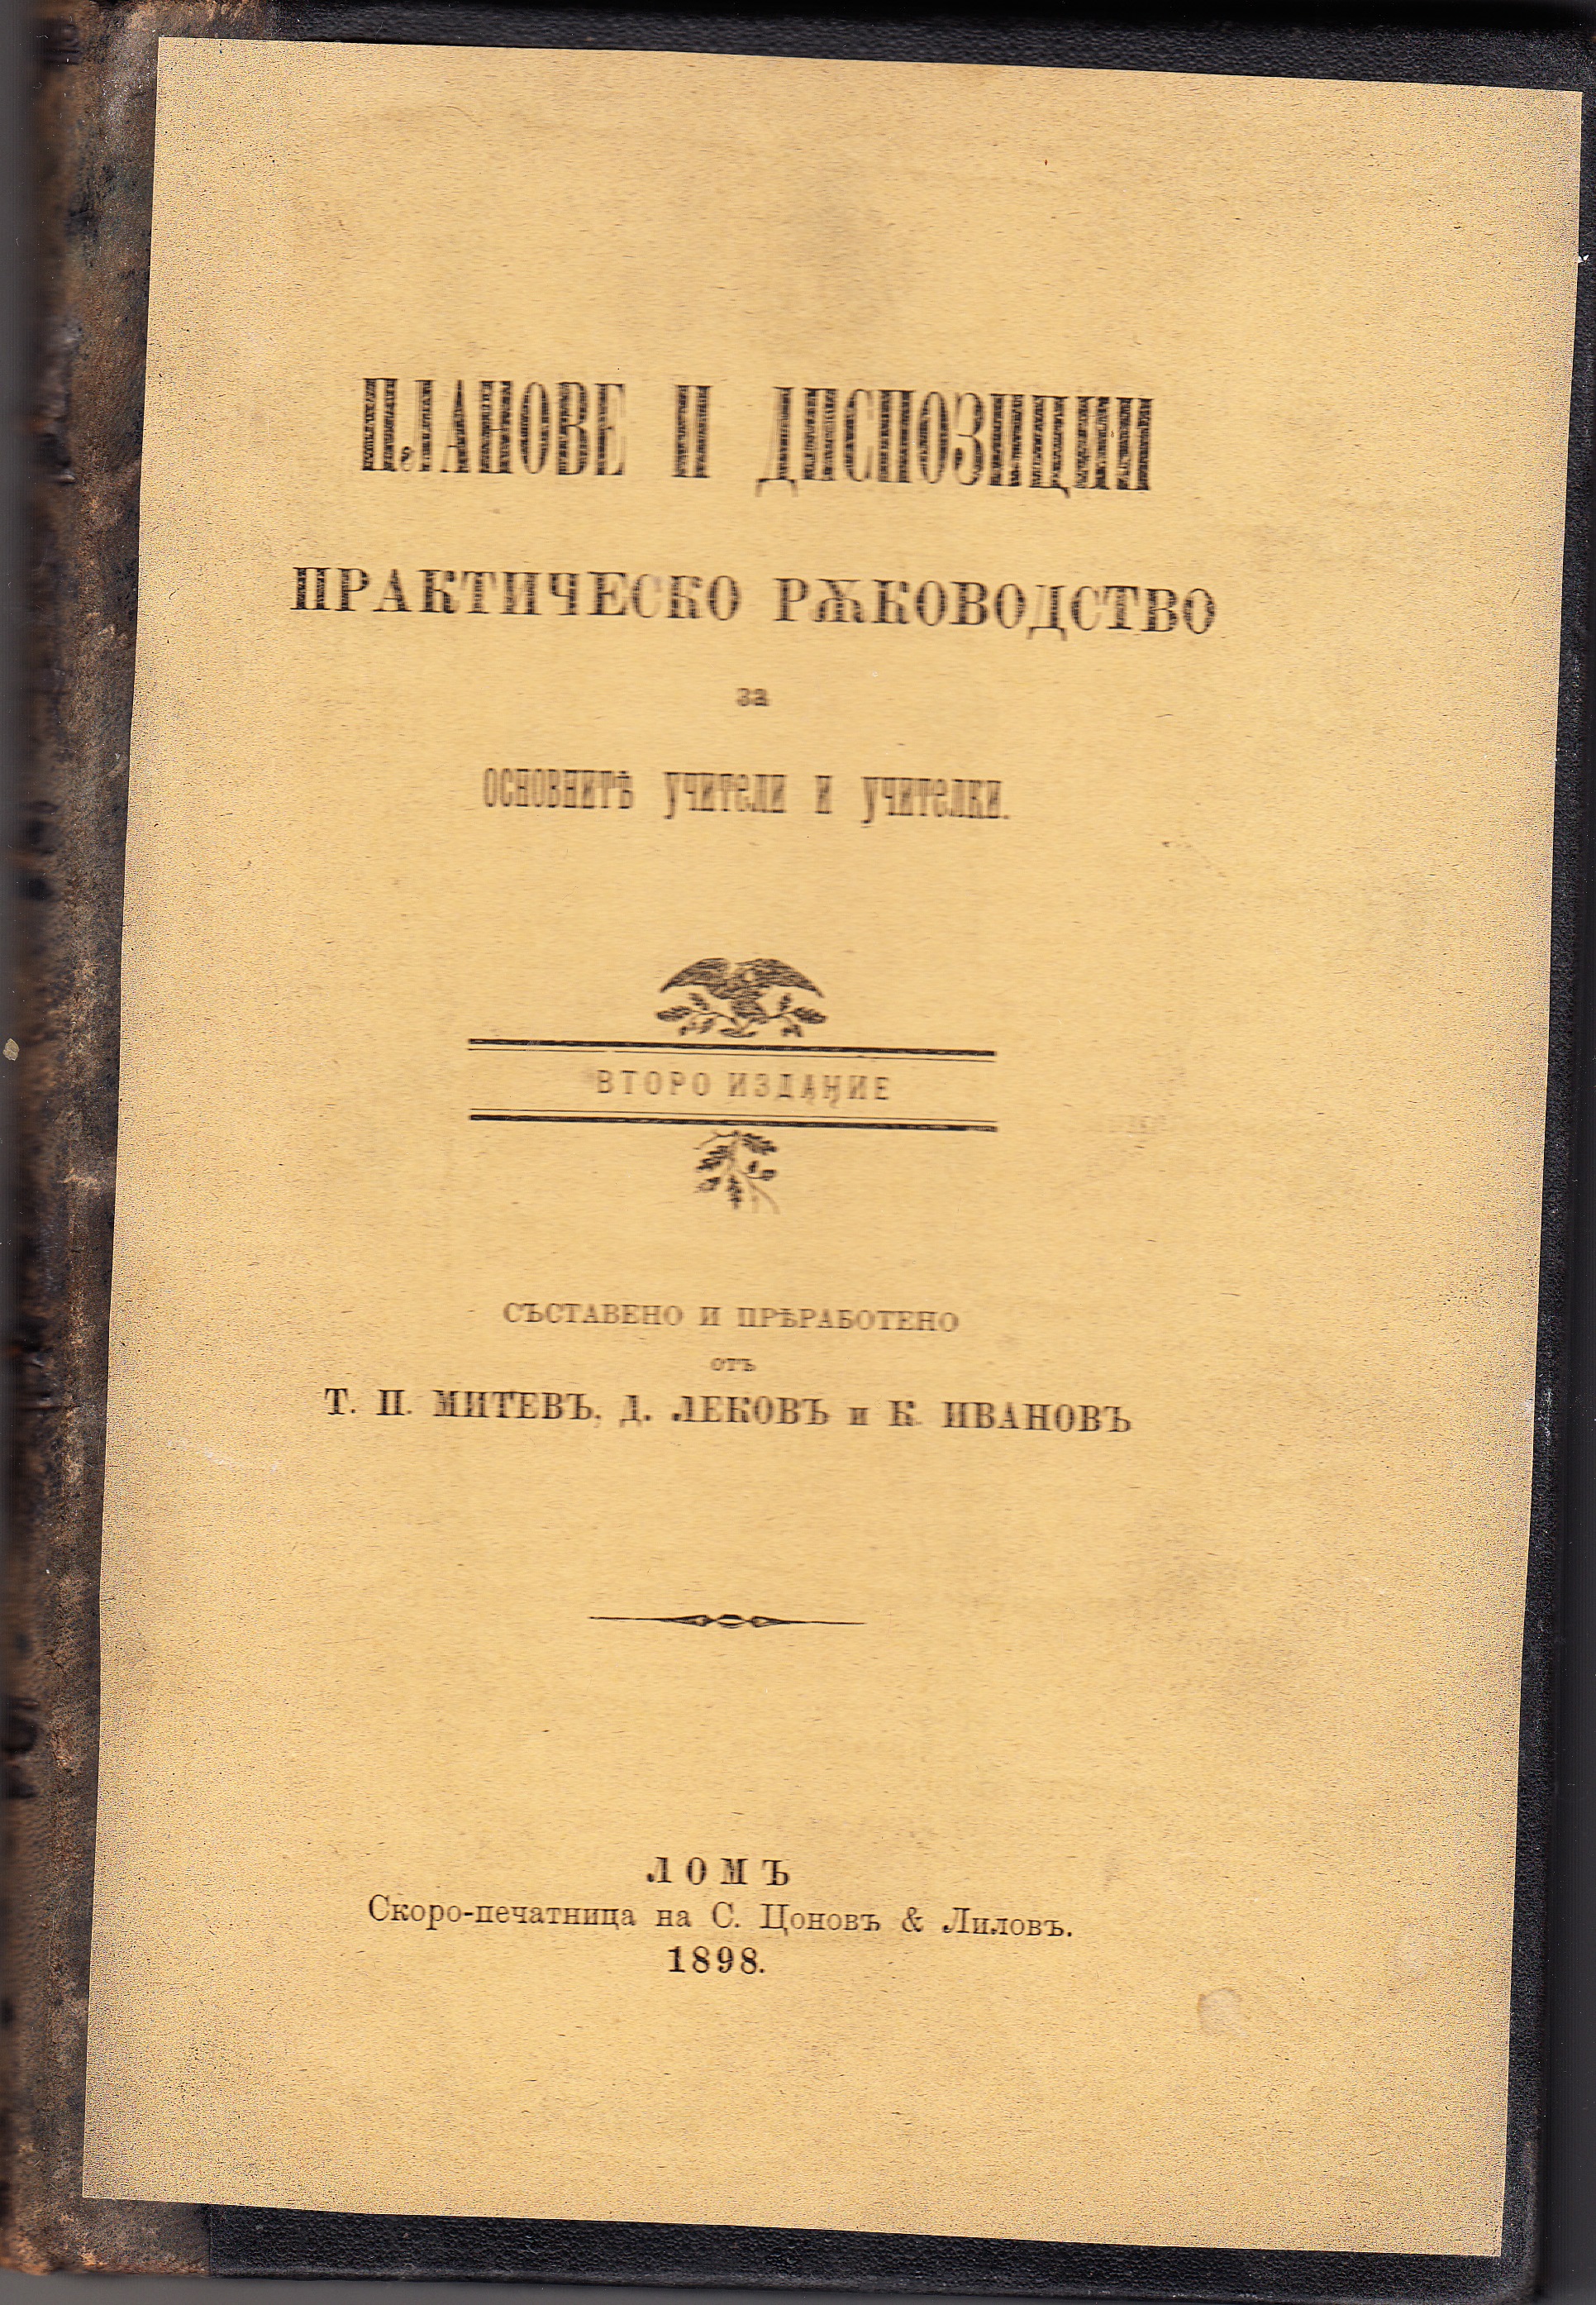 ПЛАНОВЕ И ДИСПОЗИЦИИ
ПРАКТИЧЕСКО РѪКОВОДСТВО
за
основнитѣ учители и учителки.
ВТОРО ИЗДАНИЕ
СЪСТАВЕНО И ПРѢРАБОТЕНО
отъ
Т. П. МИТЕВЪ, Д. ЛЕКОВЪ и К. ИВАНОВЪ
ЛОМЪ
Скоро-печатница на С. Цоновъ & Лиловъ.
1898.